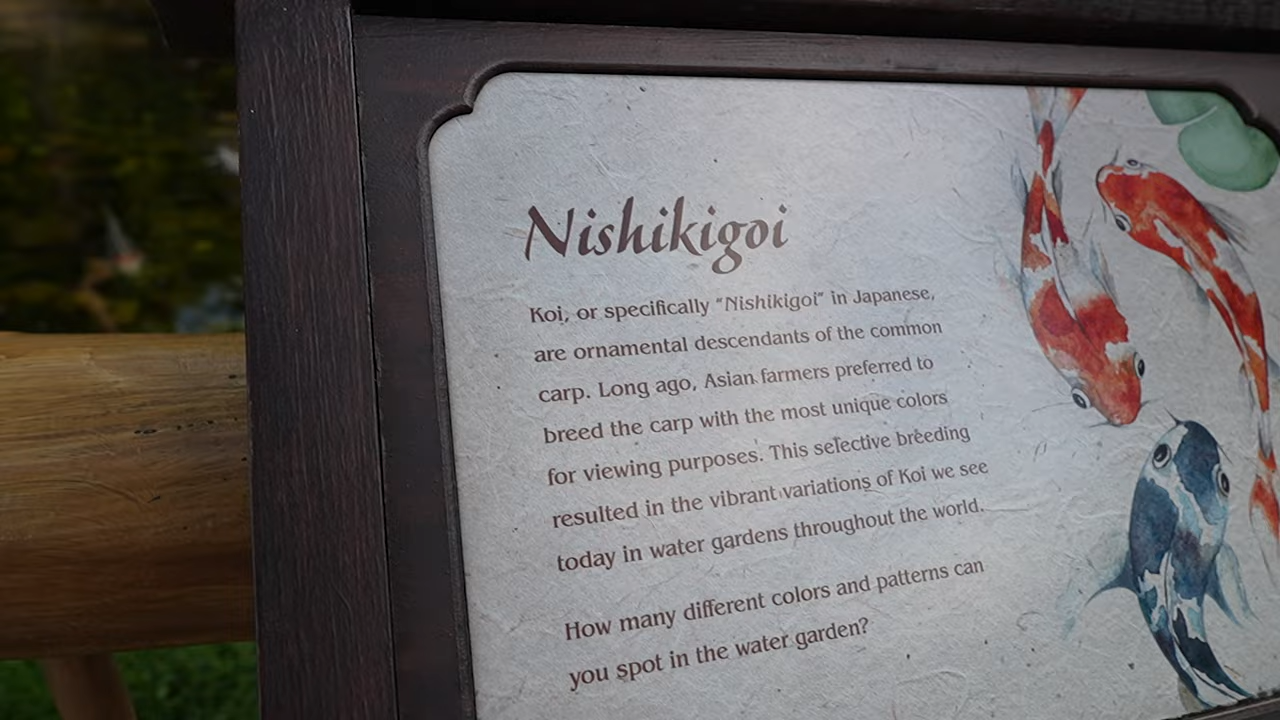 Nishikigoi
Koi, or specifically "Nishikigoi" in Japanese,
are ornamental descendants of the common
carp. Long ago, Asian farmers preferred to
breed the carp with the most unique colors
for viewing purposes. This selective breeding
resulted in the vibrant variations of Koi we see
today in water gardens throughout the world.
How many different colors and patterns can
you spot in the water garden?